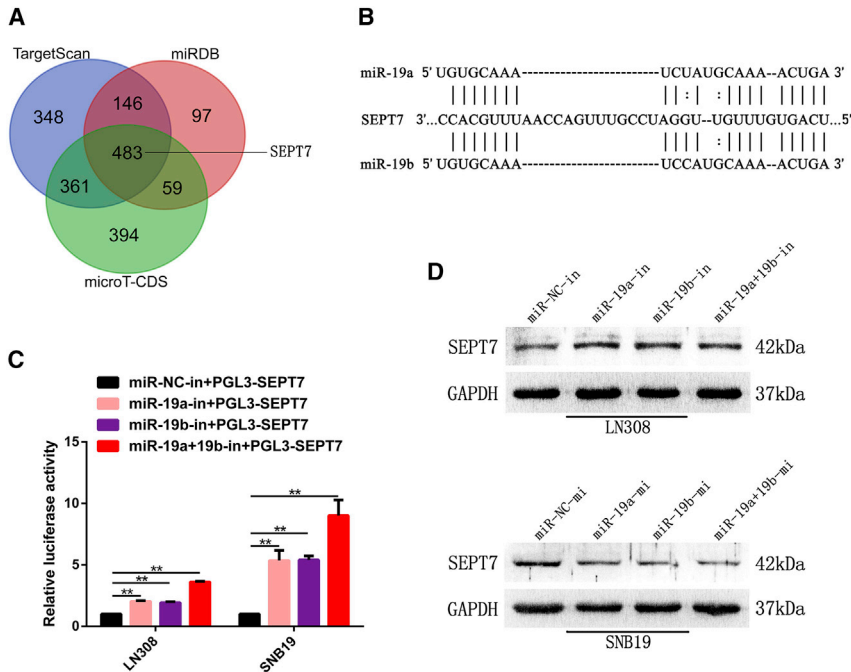 A
TargetScan
miRDB
348
146
97
483
SEPT7
361
59
394
microT-CDS
B
miR-19a 5' UGUGCAAA----------------------UCUAUGCAAA--ACUGA 3'
SEPT7 3'...CCACGUUUAACCAGUUUGCCUAGGU--UGUUUGUGACU...5'
miR-19b 5' UGUGCAAA----------------------UCCAUGCAAA--ACUGA 3'
C
miR-NC-in+PGL3-SEPT7
miR-19a-in+PGL3-SEPT7
miR-19b-in+PGL3-SEPT7
miR-19a+19b-in+PGL3-SEPT7
Relative luciferase activity
15
10
5
0
**
**
**
**
**
**
LN308
SNB19
D
miR-NC-in
miR-19a-in
miR-19b-in
miR-19a+19b-in
SEPT7 42kDa
GAPDH 37kDa
LN308
miR-NC-mi
miR-19a-mi
miR-19b-mi
miR-19a+19b-mi
SEPT7 42kDa
GAPDH 37kDa
SNB19